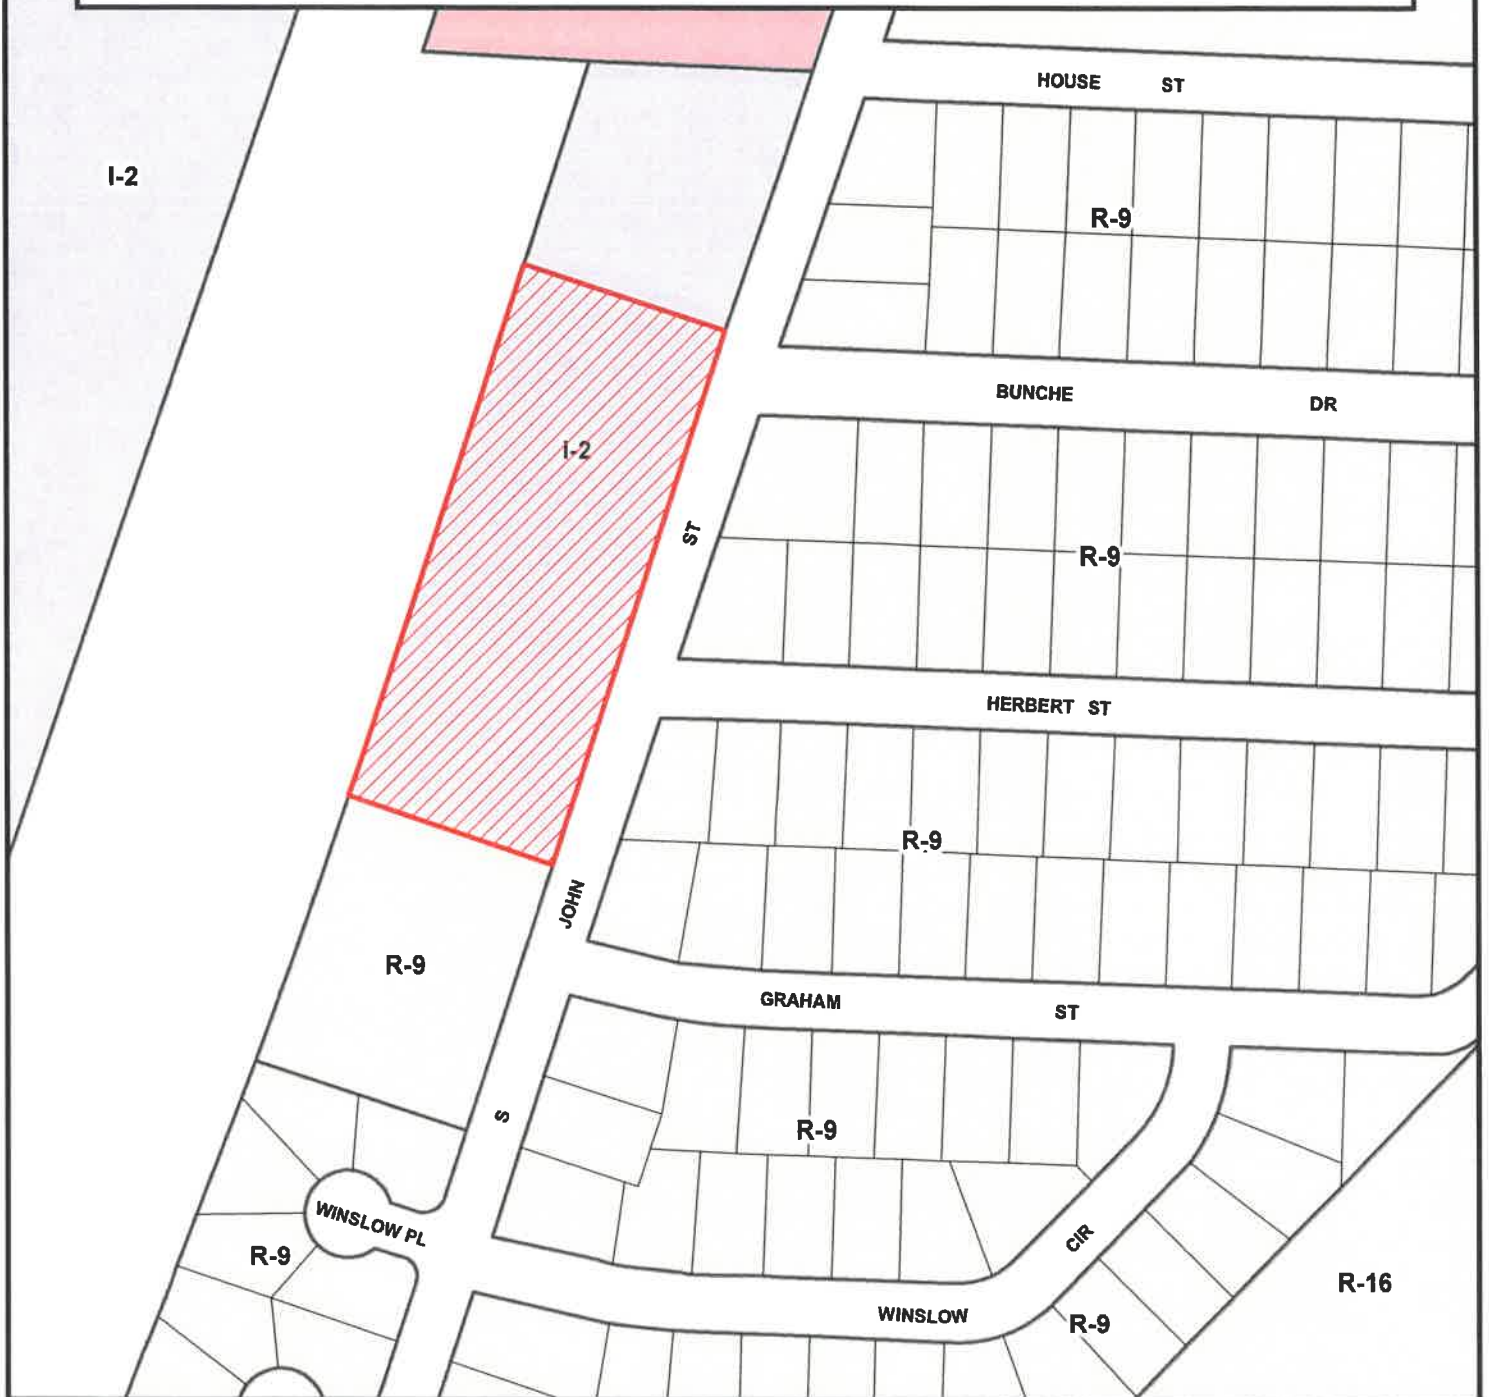 HOUSE ST
I-2
R-9
BUNCHE DR
i-2
ST
R-9
HERBERT ST
R-9
JOHN
R-9
GRAHAM ST
S
R-9
WINSLOW PL
R-9
CIR
R-16
WINSLOW
R-9